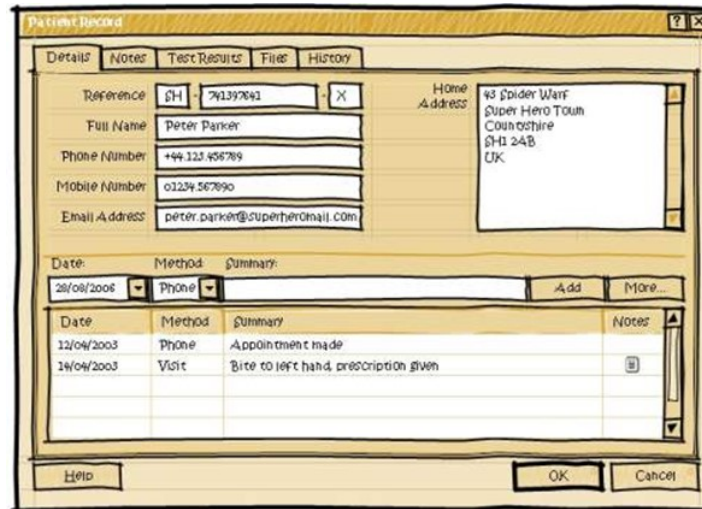 Patient Record ? X
Details Notes Test Results Files History
Reference SH - 741397641 - X
Full Name Peter Parker
Phone Number +44.123.456789
Mobile Number 01234.567890
Email Address peter.parker@superheromail.com
Home Address
43 Spider Warf
Super Hero Town
Countyshire
SH1 2AB
UK
Date: Method: Summary:
28/08/2006 Phone Add More...
Date Method Summary Notes
12/04/2003 Phone Appointment made
14/04/2003 Visit Bite to left hand, prescription given
Help OK Cancel